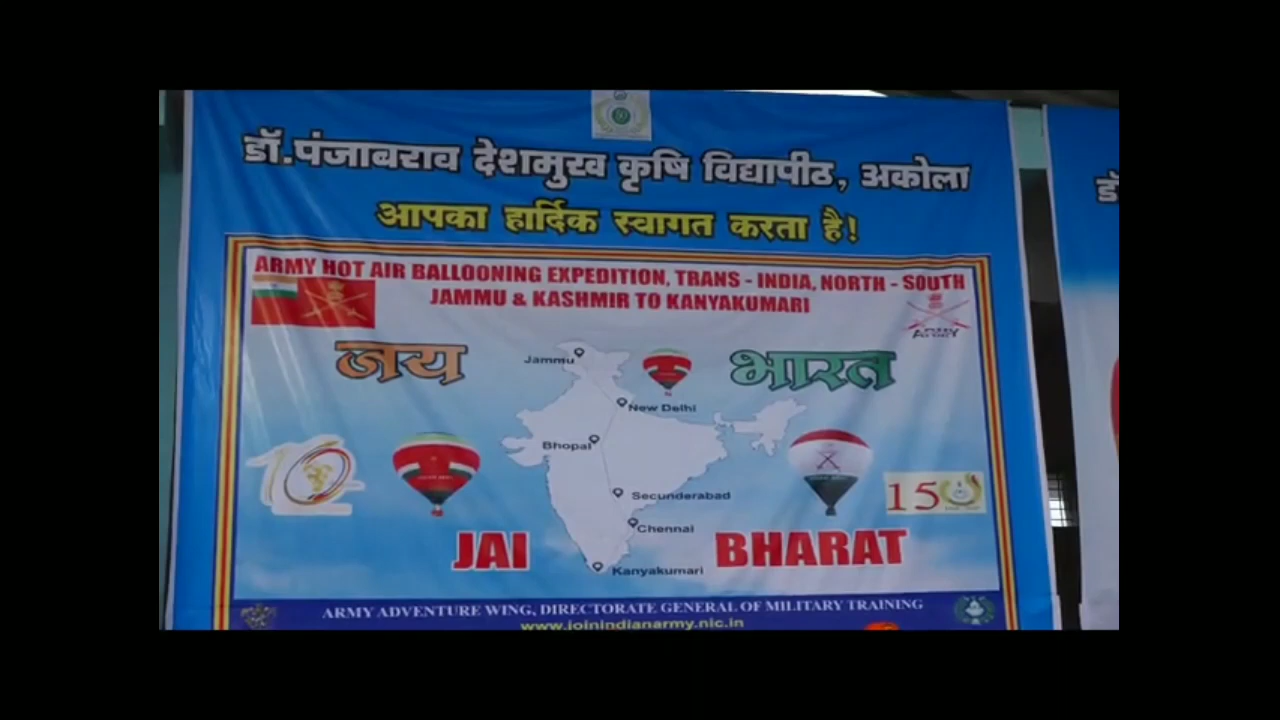 डॉ.पंजाबराव देशमुख कृषि विद्यापीठ, अकोला
आपका हार्दिक स्वागत करता है!
ARMY HOT AIR BALLOONING EXPEDITION, TRANS - INDIA, NORTH - SOUTH
JAMMU & KASHMIR TO KANYAKUMARI
जय भारत
Jammu
New Delhi
Bhopal
Secunderabad
150
Chennai
JAI BHARAT
Kanyakumari
ARMY ADVENTURE WING, DIRECTORATE GENERAL OF MILITARY TRAINING
www.joinindianarmy.nic.in